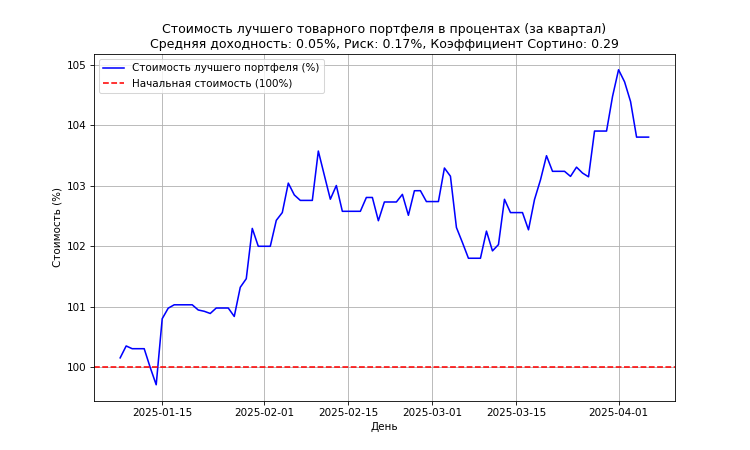 Стоимость лучшего товарного портфеля в процентах (за квартал)
Средняя доходность: 0.05%, Риск: 0.17%, Коэффициент Сортино: 0.29
Стоимость лучшего портфеля (%)
Начальная стоимость (100%)
Стоимость (%)
105
104
103
102
101
100
2025-01-15
2025-02-01
2025-02-15
2025-03-01
2025-03-15
2025-04-01
День